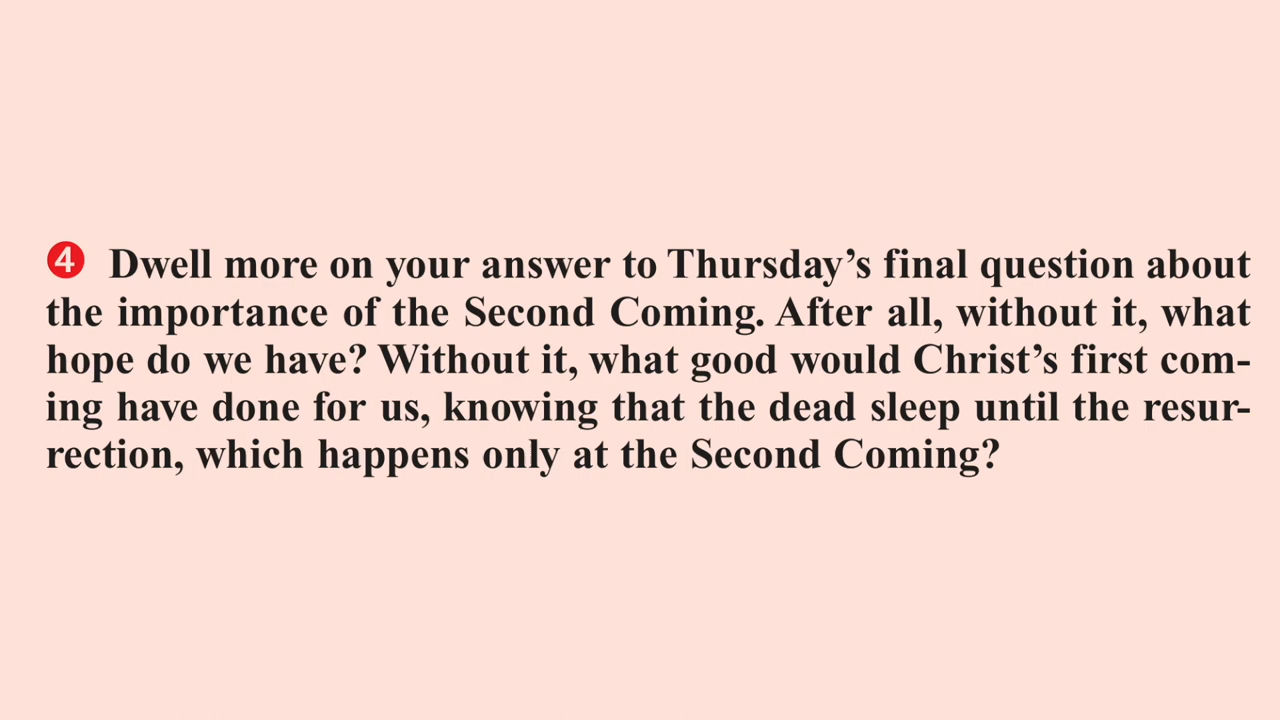 ❹ Dwell more on your answer to Thursday’s final question about
the importance of the Second Coming. After all, without it, what
hope do we have? Without it, what good would Christ’s first com-
ing have done for us, knowing that the dead sleep until the resur-
rection, which happens only at the Second Coming?